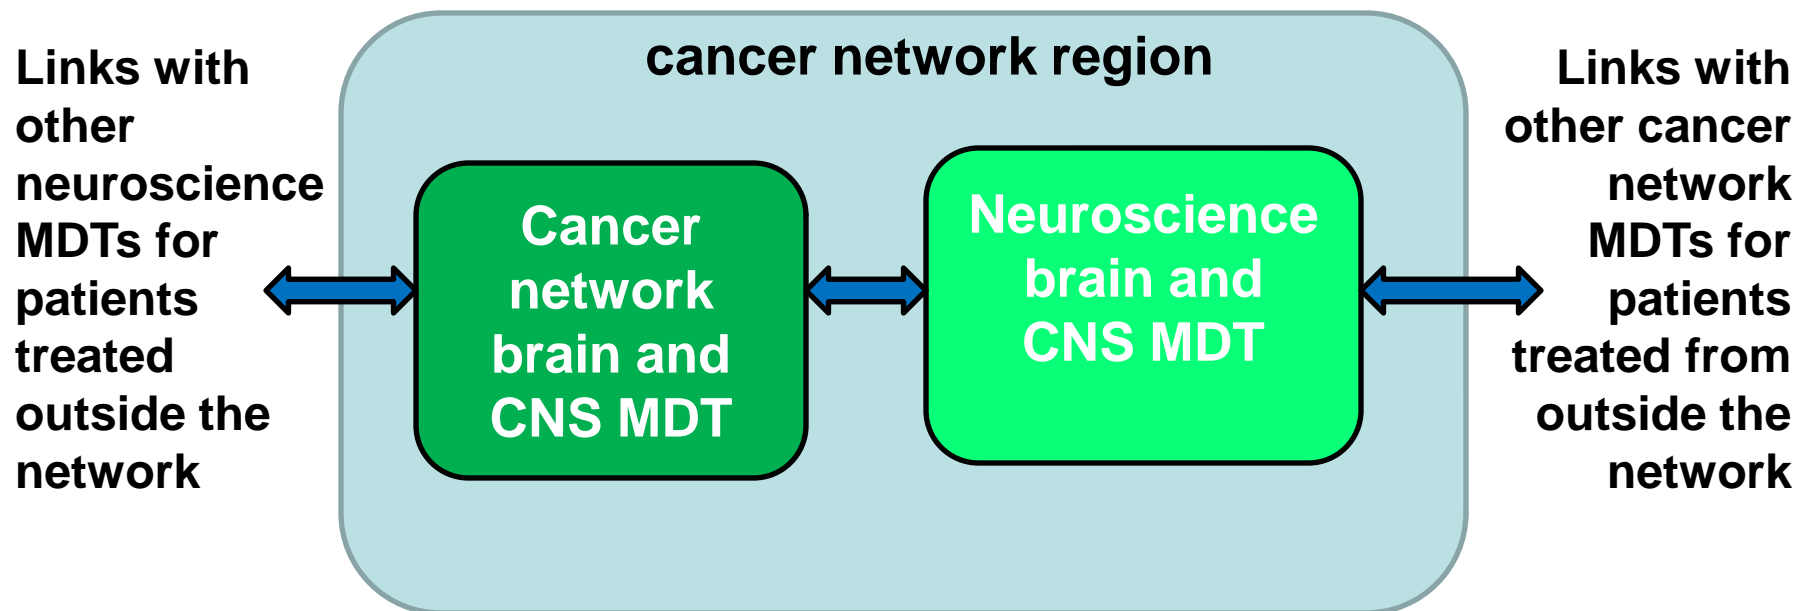 cancer network region
Links with
other
neuroscience
MDTs for
patients
treated
outside the
network
Cancer
network
brain and
CNS MDT
Neuroscience
brain and
CNS MDT
Links with
other cancer
network
MDTs for
patients
treated from
outside the
network